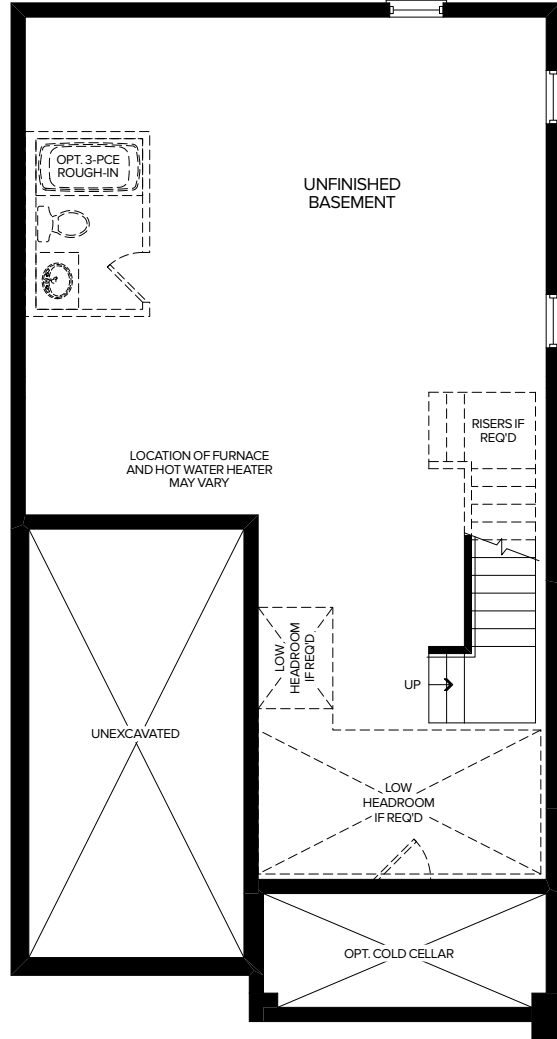 OPT. 3-PCE
ROUGH-IN
UNFINISHED
BASEMENT
RISERS IF
REQ'D
LOCATION OF FURNACE
AND HOT WATER HEATER
MAY VARY
LOW
HEADROOM
IF REQ'D
UP
UNEXCAVATED
LOW
HEADROOM
IF REQ'D
OPT. COLD CELLAR